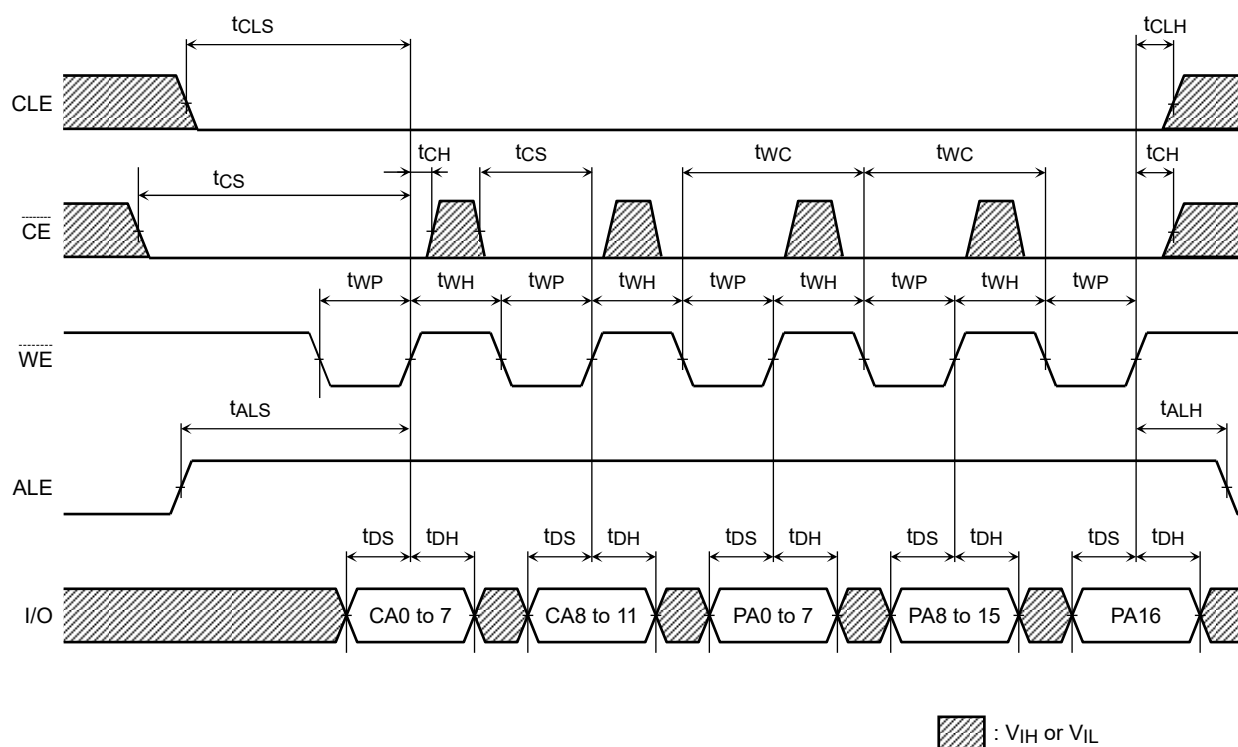 tCLS tCLH
CLE
tCH tCS tWC tWC tCH
tCS
CE
tWP tWH tWP tWH tWP tWH tWP tWH tWP
WE
tALS tALH
ALE
tDS tDH tDS tDH tDS tDH tDS tDH tDS tDH
I/O CA0 to 7 CA8 to 11 PA0 to 7 PA8 to 15 PA16
: VIH or VIL